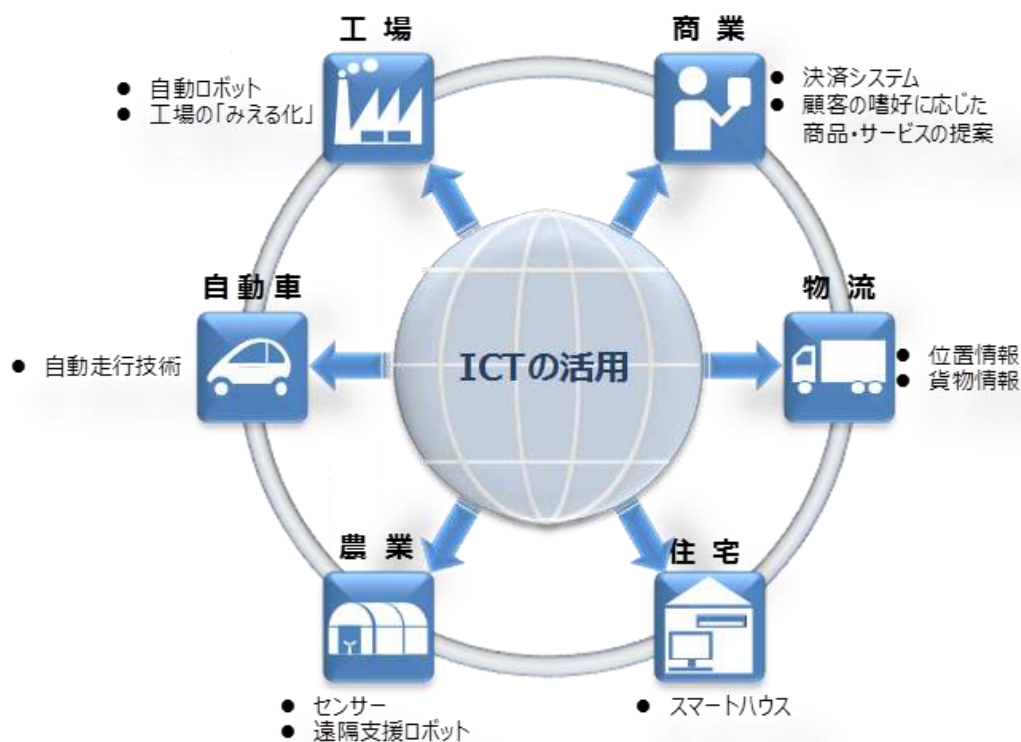 工場
● 自動ロボット
● 工場の「みえる化」
商業
● 決済システム
● 顧客の嗜好に応じた
商品・サービスの提案
自動車
● 自動走行技術
ICTの活用
物流
● 位置情報
● 貨物情報
農業
● センサー
● 遠隔支援ロボット
住宅
● スマートハウス